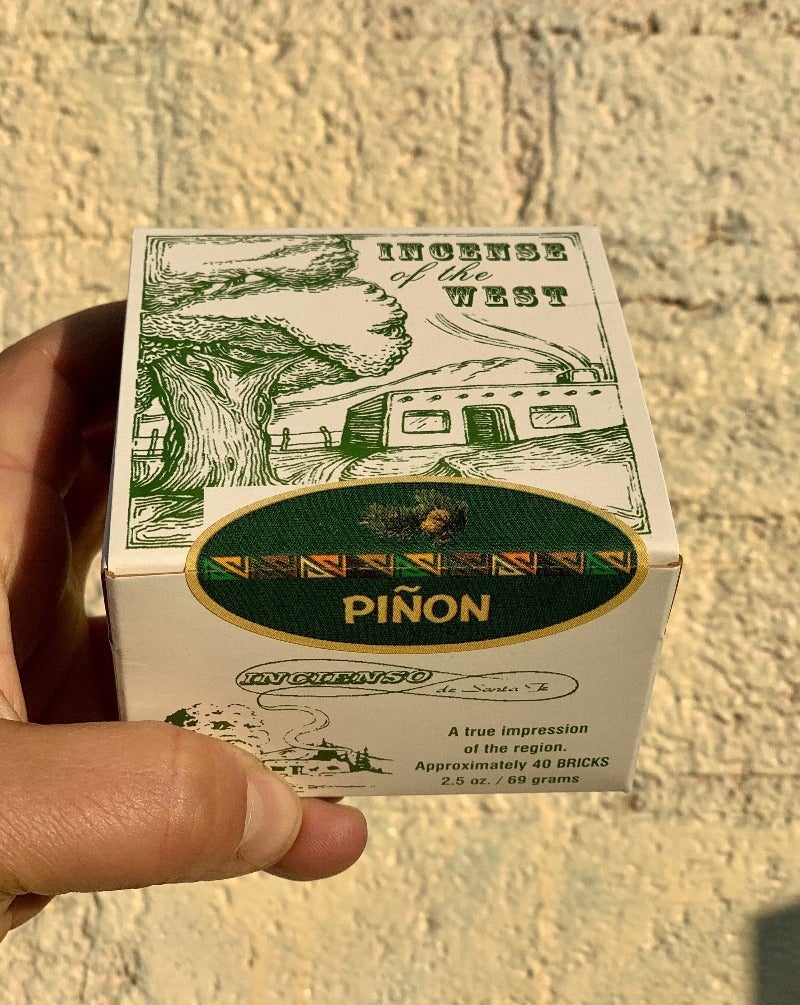 INCENSE
of the
WEST
PIÑON
INCIENSO
de Santa Fe
A true impression
of the region.
Approximately 40 BRICKS
2.5 oz. / 69 grams